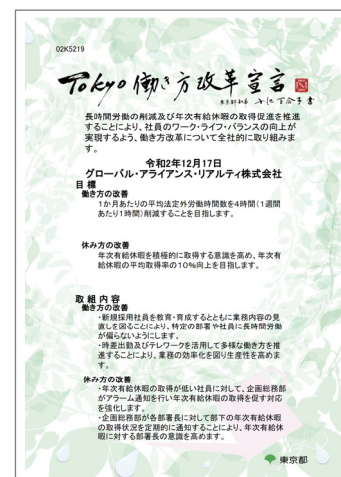 02K5219
Tokyo 働き方改革宣言
東京都知事 小池百合子 書
長時間労働の削減及び年次有給休暇の取得促進を推進
することにより、社員のワーク・ライフ・バランスの向上が
実現するよう、働き方改革について全社的に取り組みま
す。
令和2年12月17日
グローバル・アライアンス・リアルティ株式会社
目 標
働き方の改善
1か月あたりの平均法定外労働時間数を4時間(1週間
あたり1時間)削減することを目指します。
休み方の改善
年次有給休暇を積極的に取得する意識を高め、年次有
給休暇の平均取得率の10%向上を目指します。
取 組 内 容
働き方の改善
・新規採用社員を教育・育成するとともに業務内容の見
直しを図ることにより、特定の部署や社員に長時間労働
が偏らないようにします。
・時差出勤及びテレワークを活用して多様な働き方を推
進することにより、業務の効率化を図り生産性を高めま
す。
休み方の改善
・年次有給休暇の取得が低い社員に対して、企画総務部
がアラーム通知を行い年次有給休暇の取得を促す対応
を強化します。
・企画総務部が各部署長に対して部下の年次有給休暇
の取得状況を定期的に通知することにより、年次有給休
暇に対する部署長の意識を高めます。
東京都